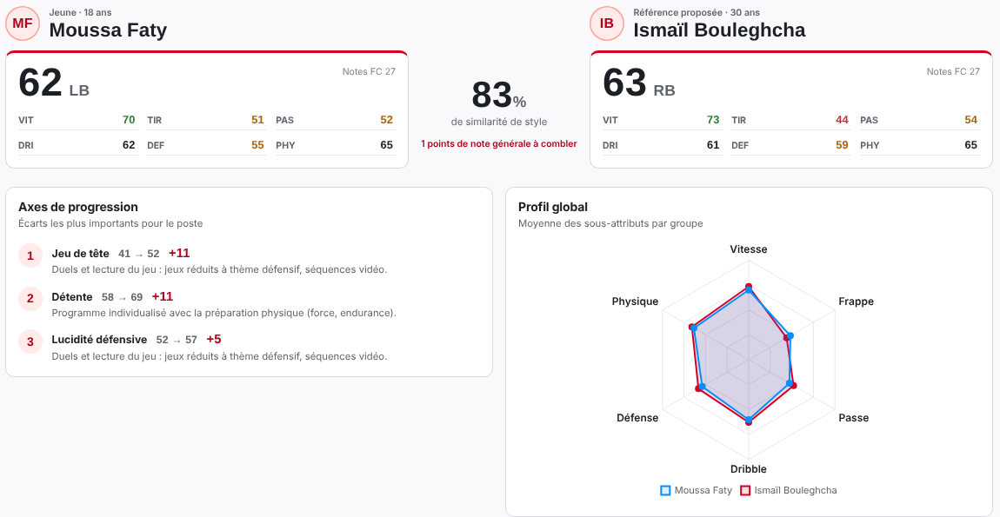 MF
Jeune · 18 ans
Moussa Faty
62 LB
Notes FC 27
VIT 70 TIR 51 PAS 52
DRI 62 DEF 55 PHY 65
83%
de similarité de style
1 points de note générale à combler
IB
Référence proposée · 30 ans
Ismaïl Bouleghcha
63 RB
Notes FC 27
VIT 73 TIR 44 PAS 54
DRI 61 DEF 59 PHY 65
Axes de progression
Écarts les plus importants pour le poste
1 Jeu de tête 41 → 52 +11
Duels et lecture du jeu : jeux réduits à thème défensif, séquences vidéo.
2 Détente 58 → 69 +11
Programme individualisé avec la préparation physique (force, endurance).
3 Lucidité défensive 52 → 57 +5
Duels et lecture du jeu : jeux réduits à thème défensif, séquences vidéo.
Profil global
Moyenne des sous-attributs par groupe
Vitesse
Physique
Frappe
Défense
Passe
Dribble
Moussa Faty Ismaïl Bouleghcha